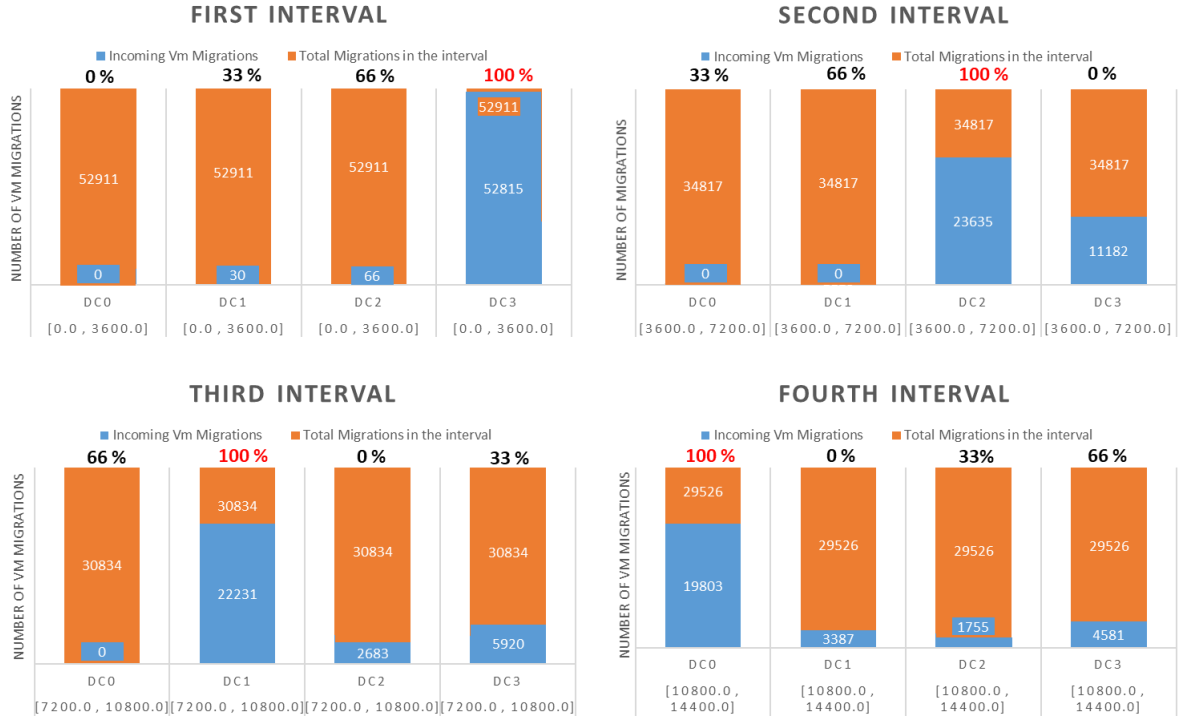 FIRST INTERVAL
Incoming Vm Migrations Total Migrations in the interval
0 % 33 % 66 % 100 %
NUMBER OF VM MIGRATIONS
52911 52911 52911 52911
0 30 66 52815
DC0 DC1 DC2 DC3
[0.0 , 3600.0] [0.0 , 3600.0] [0.0 , 3600.0] [0.0 , 3600.0]
SECOND INTERVAL
Incoming Vm Migrations Total Migrations in the interval
33 % 66 % 100 % 0 %
NUMBER OF MIGRATIONS
34817 34817 34817 34817
0 0 23635 11182
DC0 DC1 DC2 DC3
[3600.0 , 7200.0] [3600.0 , 7200.0] [3600.0 , 7200.0] [3600.0 , 7200.0]
THIRD INTERVAL
Incoming Vm Migrations Total Migrations in the interval
66 % 100 % 0 % 33 %
NUMBER OF VM MIGRATIONS
30834 30834 30834 30834
0 22231 2683 5920
DC0 DC1 DC2 DC3
[7200.0 , 10800.0] [7200.0 , 10800.0] [7200.0 , 10800.0] [7200.0 , 10800.0]
FOURTH INTERVAL
Incoming Vm Migrations Total Migrations in the interval
100 % 0 % 33% 66 %
NUMBER OF VM MIGRATIONS
29526 29526 29526 29526
19803 3387 1755 4581
DC0 DC1 DC2 DC3
[10800.0 , [10800.0 , [10800.0 , [10800.0 ,
14400.0] 14400.0] 14400.0] 14400.0]